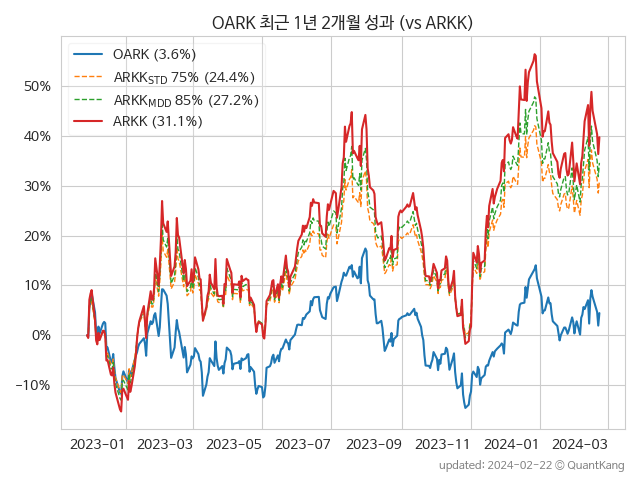 OARK 최근 1년 2개월 성과 (vs ARKK)
OARK (3.6%)
ARKKSTD 75% (24.4%)
ARKKMDD 85% (27.2%)
ARKK (31.1%)
50%
40%
30%
20%
10%
0%
−10%
2023−01 2023−03 2023−05 2023−07 2023−09 2023−11 2024−01 2024−03
updated: 2024-02-22 © QuantKang